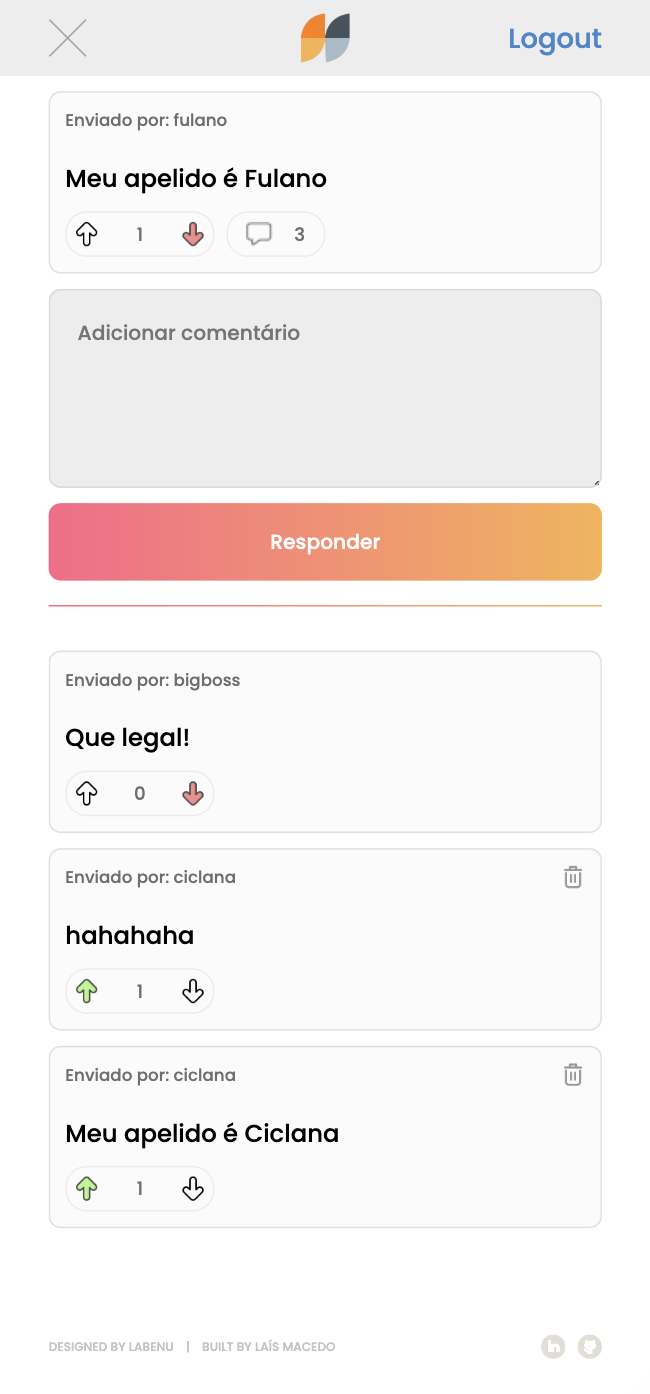 Logout
Enviado por: fulano
Meu apelido é Fulano
1
3
Adicionar comentário
Responder
Enviado por: bigboss
Que legal!
0
Enviado por: ciclana
hahahaha
1
Enviado por: ciclana
Meu apelido é Ciclana
1
DESIGNED BY LABENU | BUILT BY LAÍS MACEDO